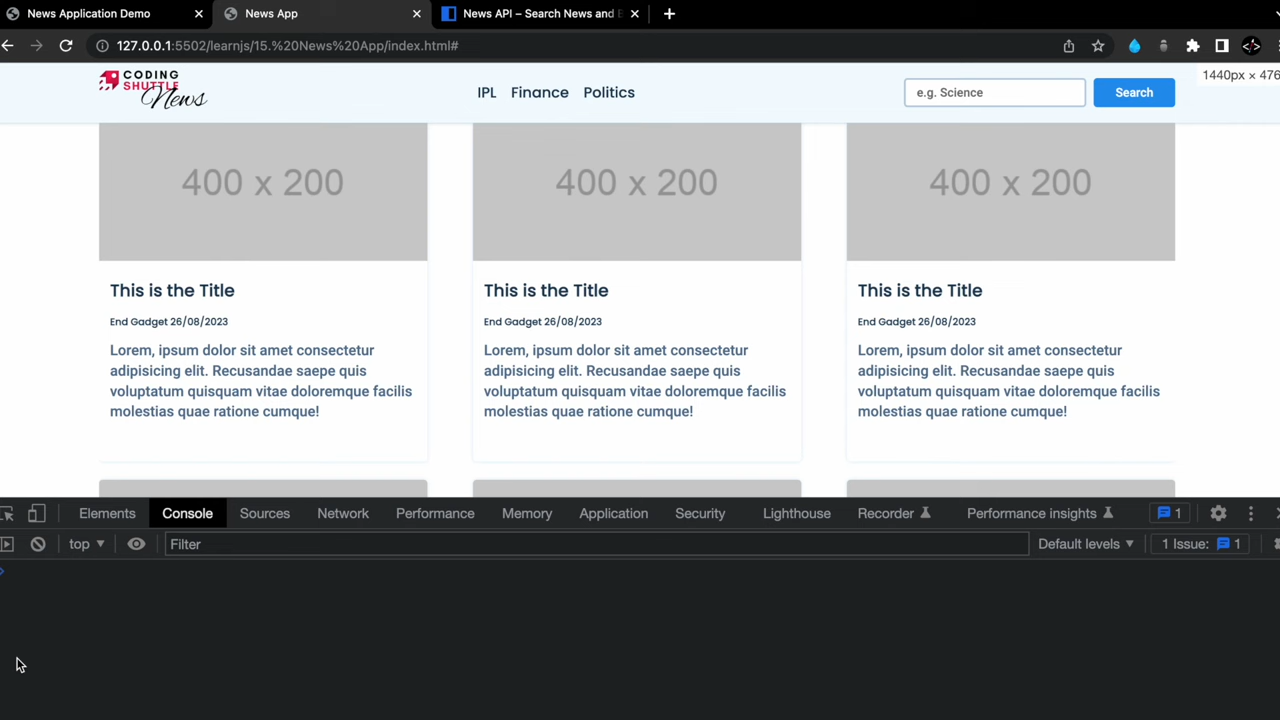 News Application Demo
News App
News API – Search News and
127.0.0.1:5502/learnjs/15.%20News%20App/index.html#
1440px × 476
CODING
SHUTTLE
News
IPL Finance Politics
e.g. Science
Search
400 x 200 400 x 200 400 x 200
This is the Title
End Gadget 26/08/2023
Lorem, ipsum dolor sit amet consectetur
adipisicing elit. Recusandae saepe quis
voluptatum quisquam vitae doloremque facilis
molestias quae ratione cumque!
This is the Title
End Gadget 26/08/2023
Lorem, ipsum dolor sit amet consectetur
adipisicing elit. Recusandae saepe quis
voluptatum quisquam vitae doloremque facilis
molestias quae ratione cumque!
This is the Title
End Gadget 26/08/2023
Lorem, ipsum dolor sit amet consectetur
adipisicing elit. Recusandae saepe quis
voluptatum quisquam vitae doloremque facilis
molestias quae ratione cumque!
Elements Console Sources Network Performance Memory Application Security Lighthouse Recorder Performance insights 1
top Filter Default levels 1 Issue: 1